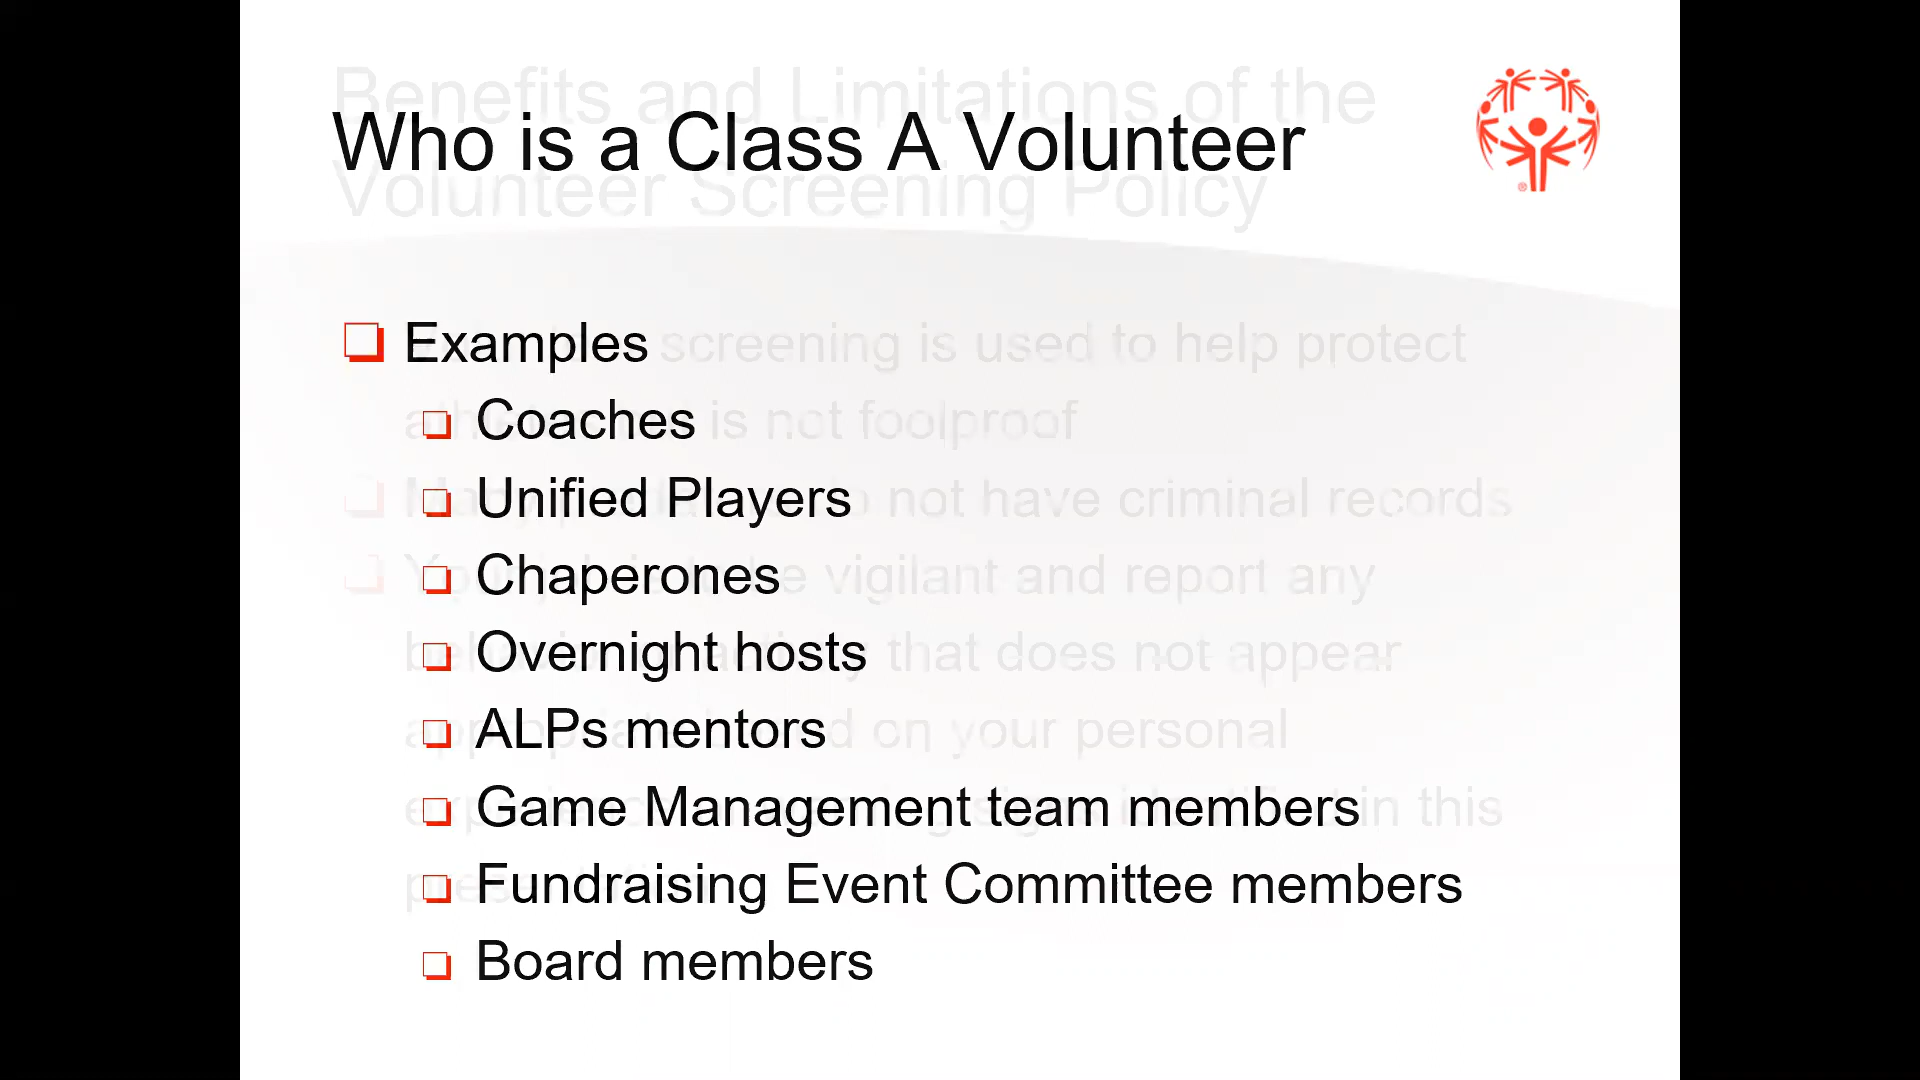 Benefits and Limitations of the
Who is a Class A Volunteer
Volunteer Screening Policy
Examples
screening is used to help protect
Coaches
is not foolproof
Unified Players
not have criminal records
Chaperones
vigilant and report any
Overnight hosts
that does not appear
ALPs mentors
on your personal
Game Management team members
in this
Fundraising Event Committee members
Board members